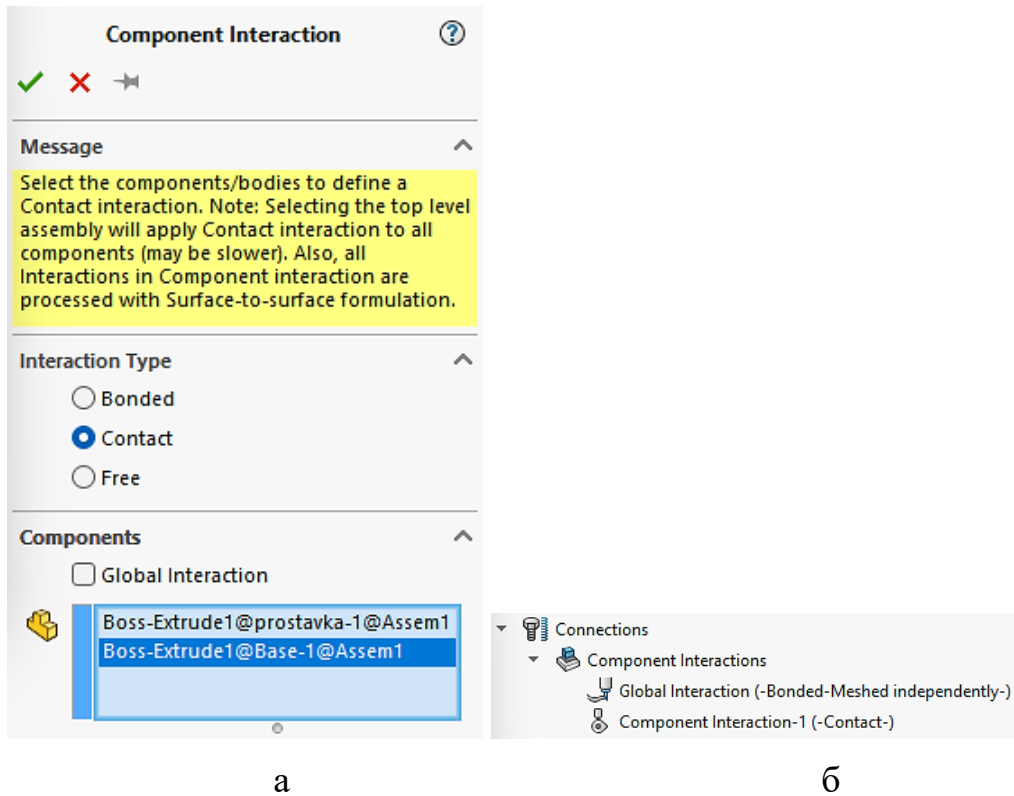 Component Interaction
Message
Select the components/bodies to define a
Contact interaction. Note: Selecting the top level
assembly will apply Contact interaction to all
components (may be slower). Also, all
Interactions in Component interaction are
processed with Surface-to-surface formulation.
Interaction Type
Bonded
Contact
Free
Components
Global Interaction
Boss-Extrude1@prostavka-1@Assem1
Boss-Extrude1@Base-1@Assem1
Connections
Component Interactions
Global Interaction (-Bonded-Meshed independently-)
Component Interaction-1 (-Contact-)
а
б